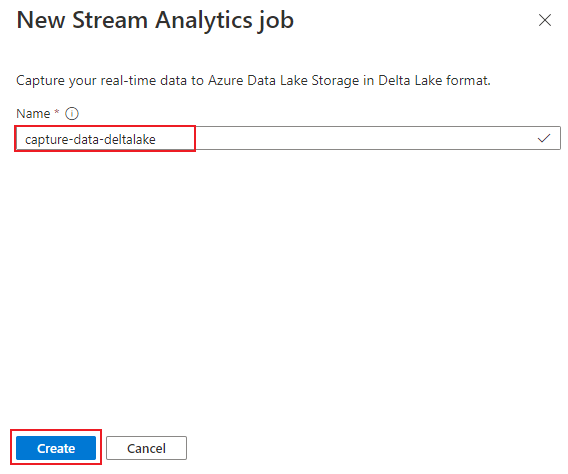 New Stream Analytics job
Capture your real-time data to Azure Data Lake Storage in Delta Lake format.
Name *
capture-data-deltalake
Create
Cancel